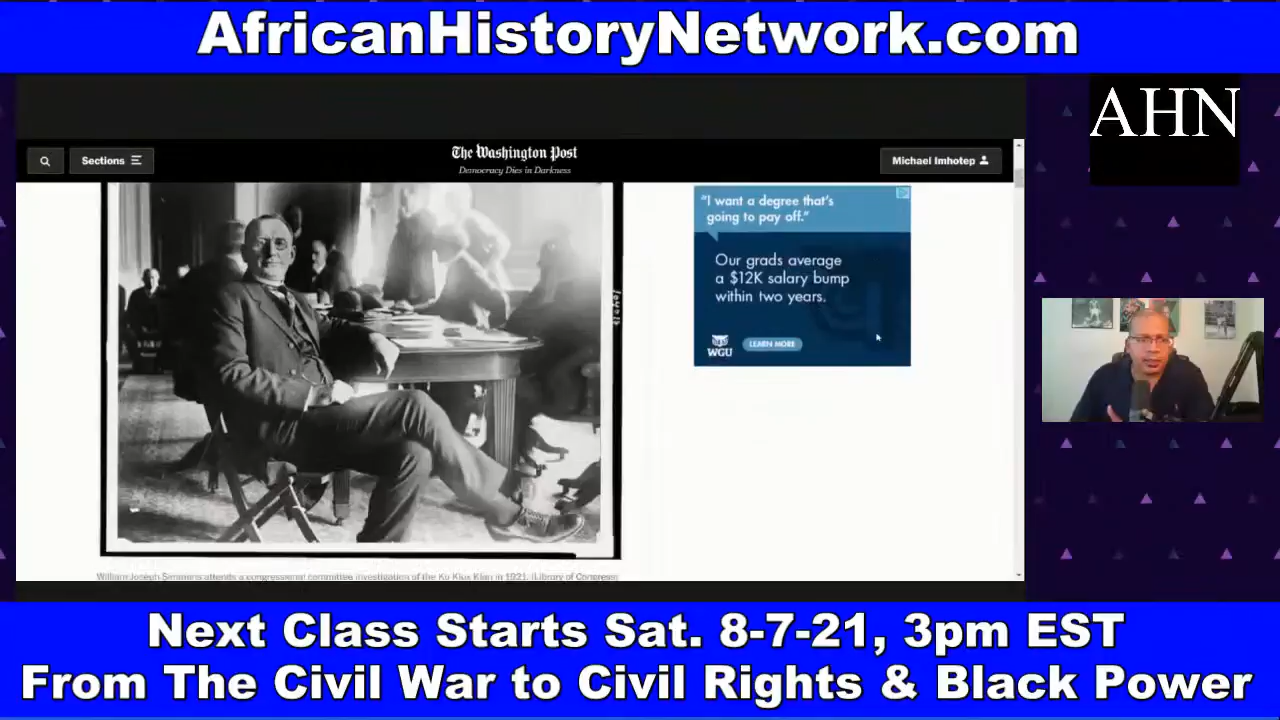 AfricanHistoryNetwork.com
AHN
Sections
The Washington Post
Democracy Dies in Darkness
Michael Imhotep
"I want a degree that's
going to pay off."
Our grads average
a $12K salary bump
within two years.
WGU
LEARN MORE
William Joseph Simmons attends a congressional committee investigation of the Ku Klux Klan in 1921. (Library of Congress
Next Class Starts Sat. 8-7-21, 3pm EST
From The Civil War to Civil Rights & Black Power